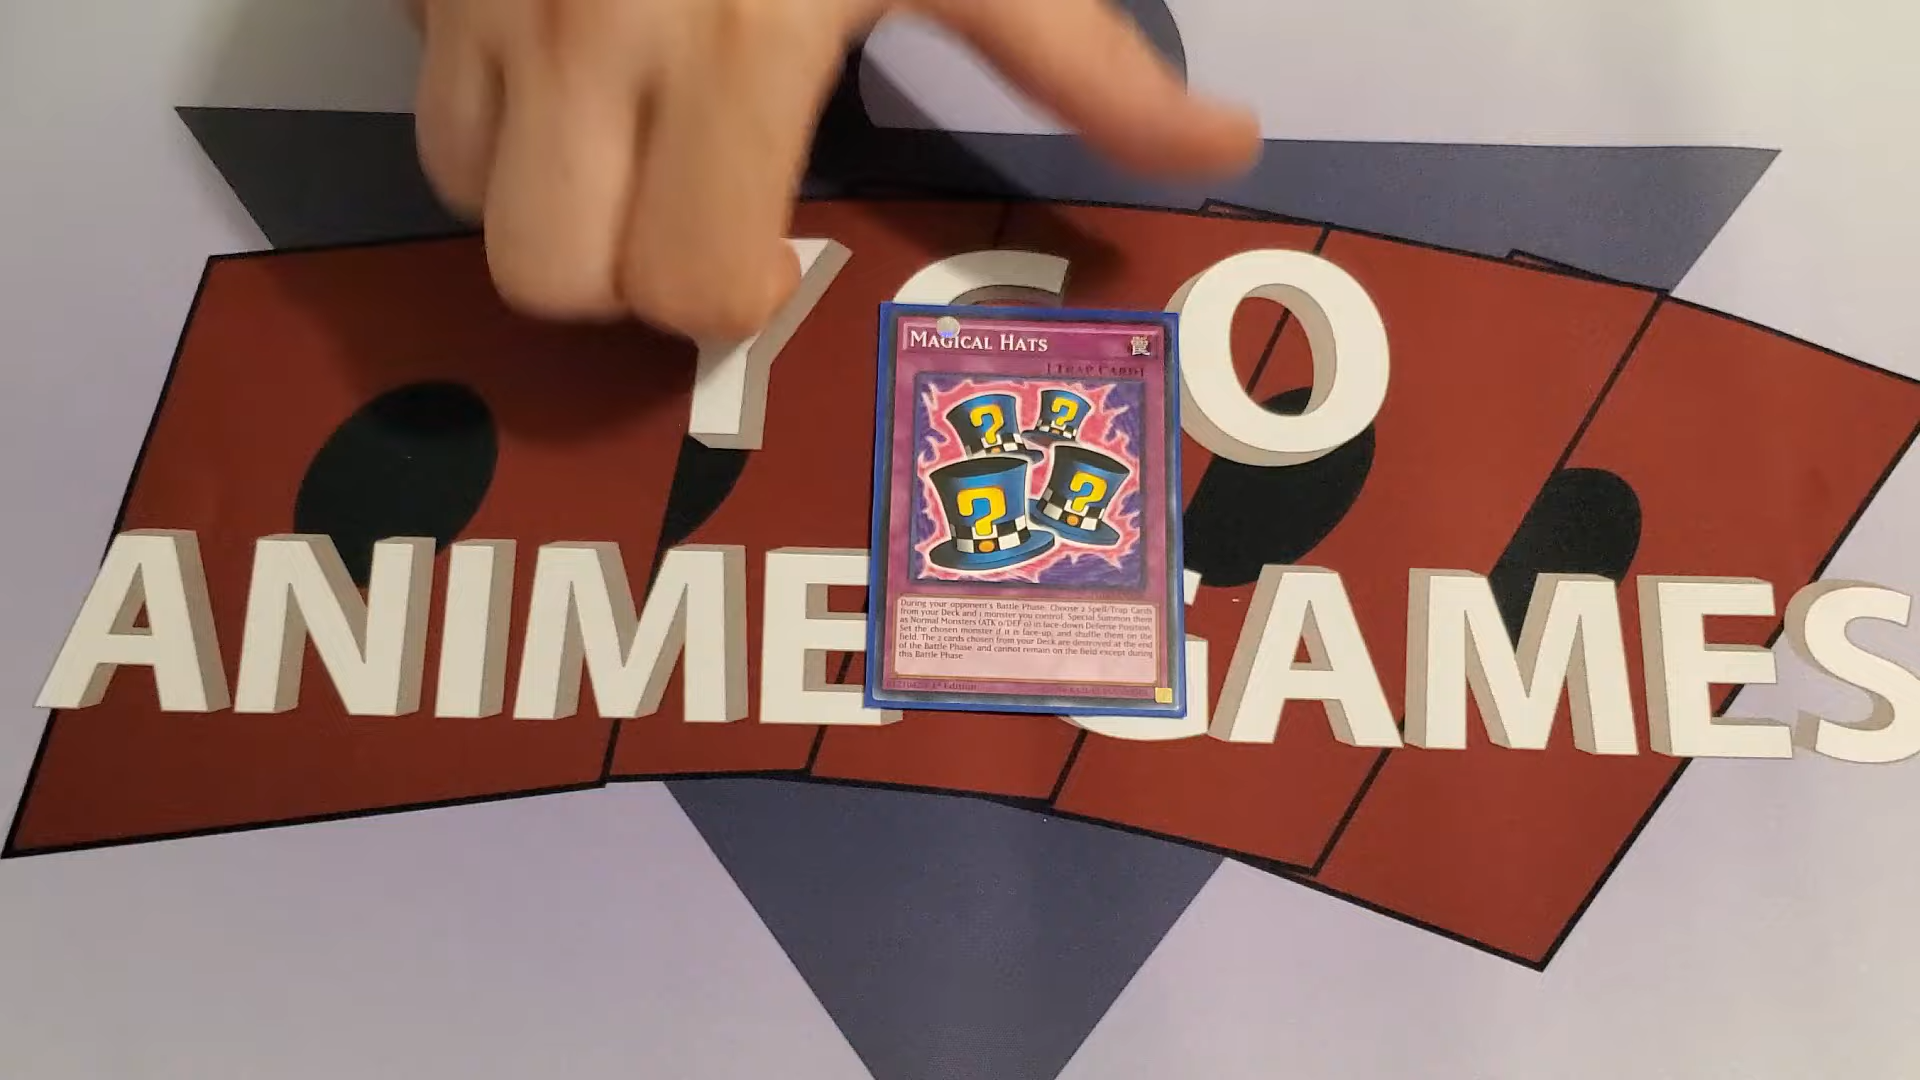 YGO
ANIME GAMES
MAGICAL HATS
[TRAP CARD]
?
?
?
?
During your opponent's Battle Phase: Choose 2 Spell/Trap Cards
from your Deck and 1 monster you control. Special Summon them
as Normal Monsters (ATK 0/DEF 0) in face-down Defense Position,
Set the chosen monster if it is face-up, and shuffle them on the
field. The 2 cards chosen from your Deck are destroyed at the end
of the Battle Phase, and cannot remain on the field except during
this Battle Phase.
1st Edition